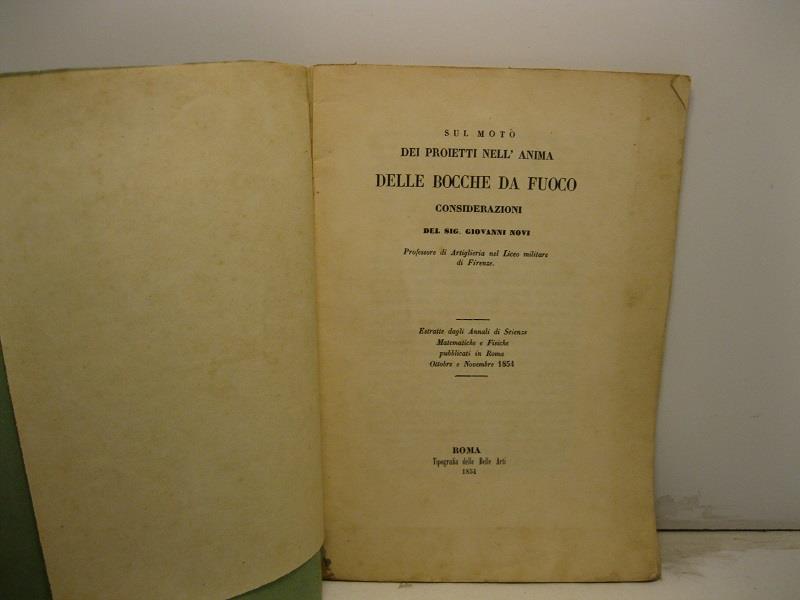 SUL MOTO
DEI PROIETTI NELL' ANIMA
DELLE BOCCHE DA FUOCO
CONSIDERAZIONI
DEL SIG. GIOVANNI NOVI
Professore di Artiglieria nel Liceo militare
di Firenze.
Estratte dagli Annali di Scienze
Matematiche e Fisiche
pubblicati in Roma
Ottobre e Novembre 1854
ROMA
Tipografia delle Belle Arti
1854